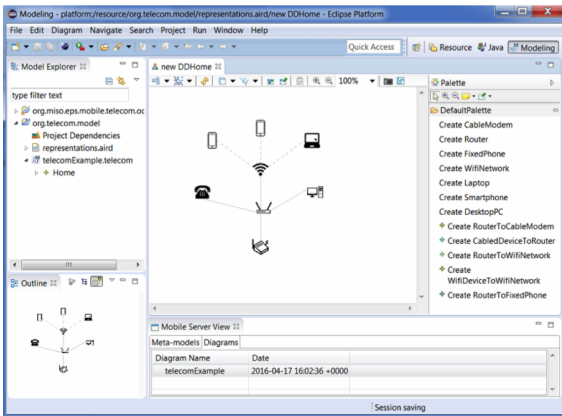 Modeling - platform:/resource/org.telecom.model/representations.aird/new DDHome - Eclipse Platform
File Edit Diagram Navigate Search Project Run Window Help
Quick Access
Resource
Java
Modeling
Model Explorer
type filter text
org.miso.eps.mobile.telecom.oc
org.telecom.model
Project Dependencies
representations.aird
telecomExample.telecom
Home
new DDHome
100%
Palette
DefaultPalette
Create CableModem
Create Router
Create FixedPhone
Create WifiNetwork
Create Laptop
Create Smartphone
Create DesktopPC
Create RouterToCableModem
Create CabledDeviceToRouter
Create RouterToWifiNetwork
Create
WifiDeviceToWifiNetwork
Create RouterToFixedPhone
Outline
Mobile Server View
Meta-models Diagrams
Diagram Name Date
telecomExample 2016-04-17 16:02:36 +0000
Session saving